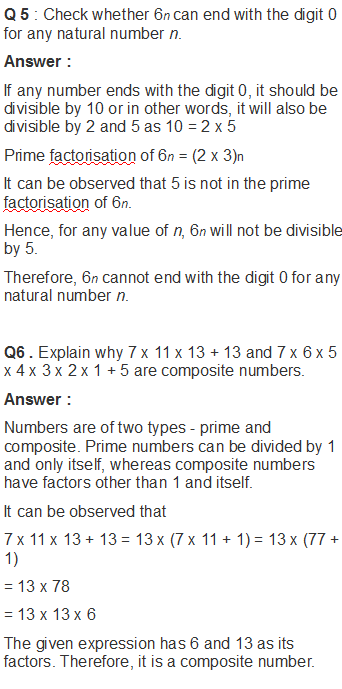 Q 5 : Check whether 6n can end with the digit 0
for any natural number n.
Answer :
If any number ends with the digit 0, it should be
divisible by 10 or in other words, it will also be
divisible by 2 and 5 as 10 = 2 x 5
Prime factorisation of 6n = (2 x 3)n
It can be observed that 5 is not in the prime
factorisation of 6n.
Hence, for any value of n, 6n will not be divisible
by 5.
Therefore, 6n cannot end with the digit 0 for any
natural number n.
Q6 . Explain why 7 x 11 x 13 + 13 and 7 x 6 x 5
x 4 x 3 x 2 x 1 + 5 are composite numbers.
Answer :
Numbers are of two types - prime and
composite. Prime numbers can be divided by 1
and only itself, whereas composite numbers
have factors other than 1 and itself.
It can be observed that
7 x 11 x 13 + 13 = 13 x (7 x 11 + 1) = 13 x (77 +
1)
= 13 x 78
= 13 x 13 x 6
The given expression has 6 and 13 as its
factors. Therefore, it is a composite number.